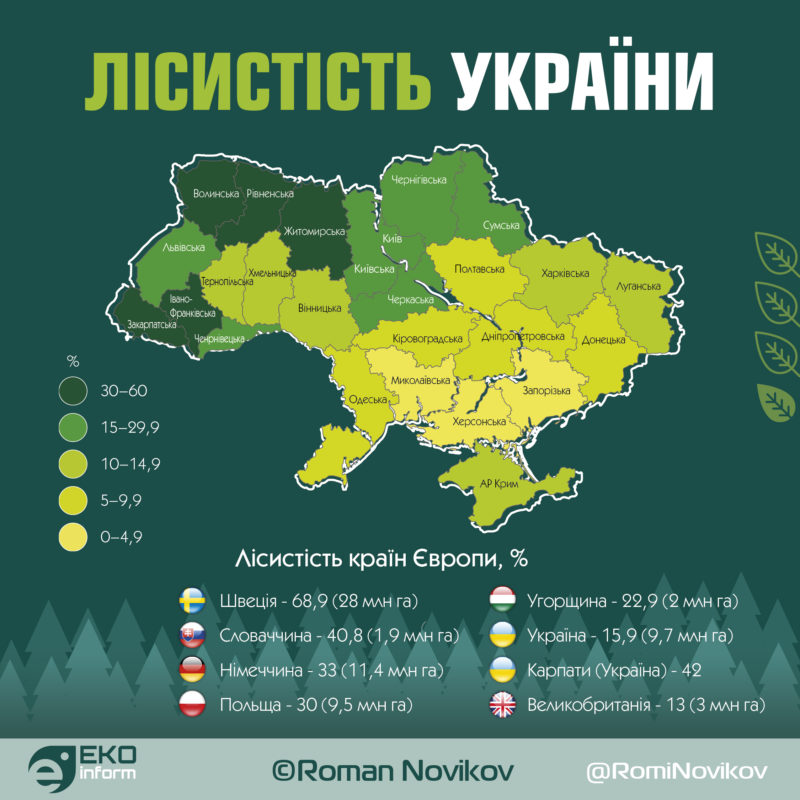 ЛІСИСТІСТЬ УКРАЇНИ
Волинська
Рівненська
Житомирська
Чернігівська
Сумська
Київ
Київська
Львівська
Тернопільська
Хмельницька
Вінницька
Черкаська
Полтавська
Харківська
Луганська
Івано-
Франківська
Закарпатська
Ченрнівецька
Кіровоградська
Дніпропетровська
Донецька
Миколаївська
Запорізька
Одеська
Херсонська
АР Крим
%
30–60
15–29,9
10–14,9
5–9,9
0–4,9
Лісистість країн Європи, %
Швеція - 68,9 (28 млн га)
Словаччина - 40,8 (1,9 млн га)
Німеччина - 33 (11,4 млн га)
Польща - 30 (9,5 млн га)
Угорщина - 22,9 (2 млн га)
Україна - 15,9 (9,7 млн га)
Карпати (Україна) - 42
Великобританія - 13 (3 млн га)
EKO
inform
©Roman Novikov
@RomiNovikov